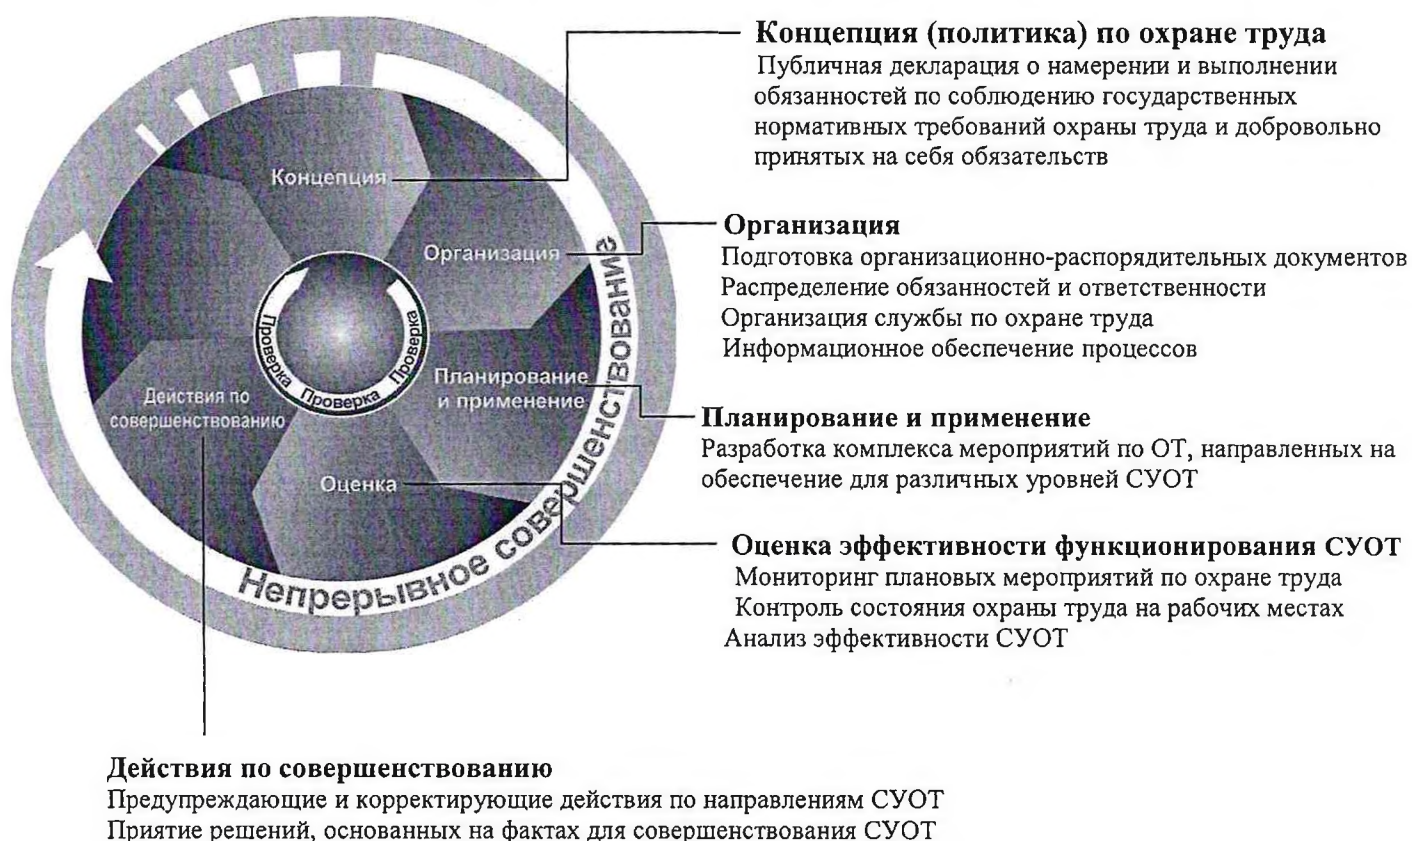 Концепция (политика) по охране труда
Публичная декларация о намерении и выполнении
обязанностей по соблюдению государственных
нормативных требований охраны труда и добровольно
принятых на себя обязательств
Организация
Подготовка организационно-распорядительных документов
Распределение обязанностей и ответственности
Организация службы по охране труда
Информационное обеспечение процессов
Планирование и применение
Разработка комплекса мероприятий по ОТ, направленных на
обеспечение для различных уровней СУОТ
Оценка эффективности функционирования СУОТ
Мониторинг плановых мероприятий по охране труда
Контроль состояния охраны труда на рабочих местах
Анализ эффективности СУОТ
Концепция
Организация
Планирование
и применение
Оценка
Действия по
совершенствованию
Проверка Проверка Проверка
Непрерывное совершенствование
Действия по совершенствованию
Предупреждающие и корректирующие действия по направлениям СУОТ
Приятие решений, основанных на фактах для совершенствования СУОТ